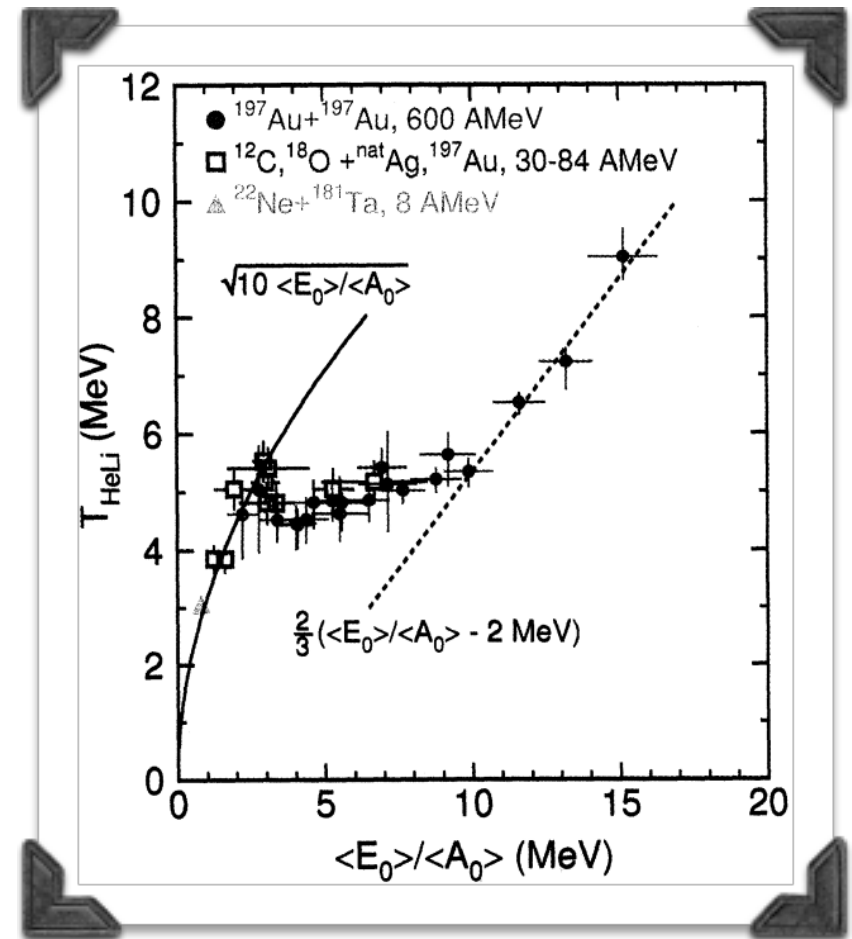 12
● ¹⁹⁷Au+¹⁹⁷Au, 600 AMeV
□ ¹²C,¹⁸O +ⁿᵃᵗAg,¹⁹⁷Au, 30-84 AMeV
▲ ²²Ne+¹⁸¹Ta, 8 AMeV
10
√10 <E₀>/<A₀>
8
T_HeLi (MeV)
6
4
2/3 (<E₀>/<A₀> - 2 MeV)
2
0
0 5 10 15 20
<E₀>/<A₀> (MeV)